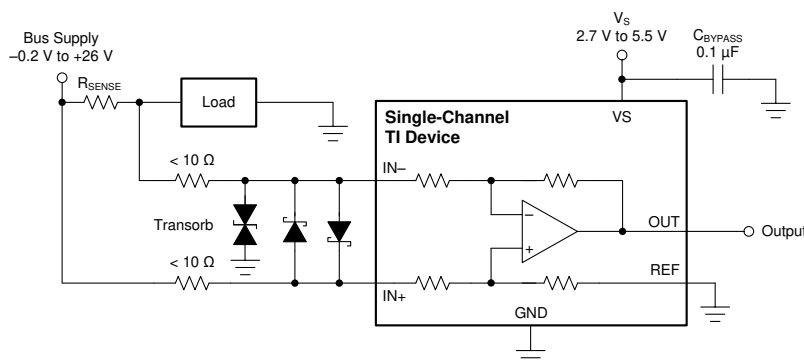 Bus Supply
–0.2 V to +26 V
RSENSE
Load
< 10 Ω
Transorb
< 10 Ω
VS
2.7 V to 5.5 V
CBYPASS
0.1 µF
Single-Channel
TI Device
VS
IN–
–
+
OUT
Output
REF
IN+
GND